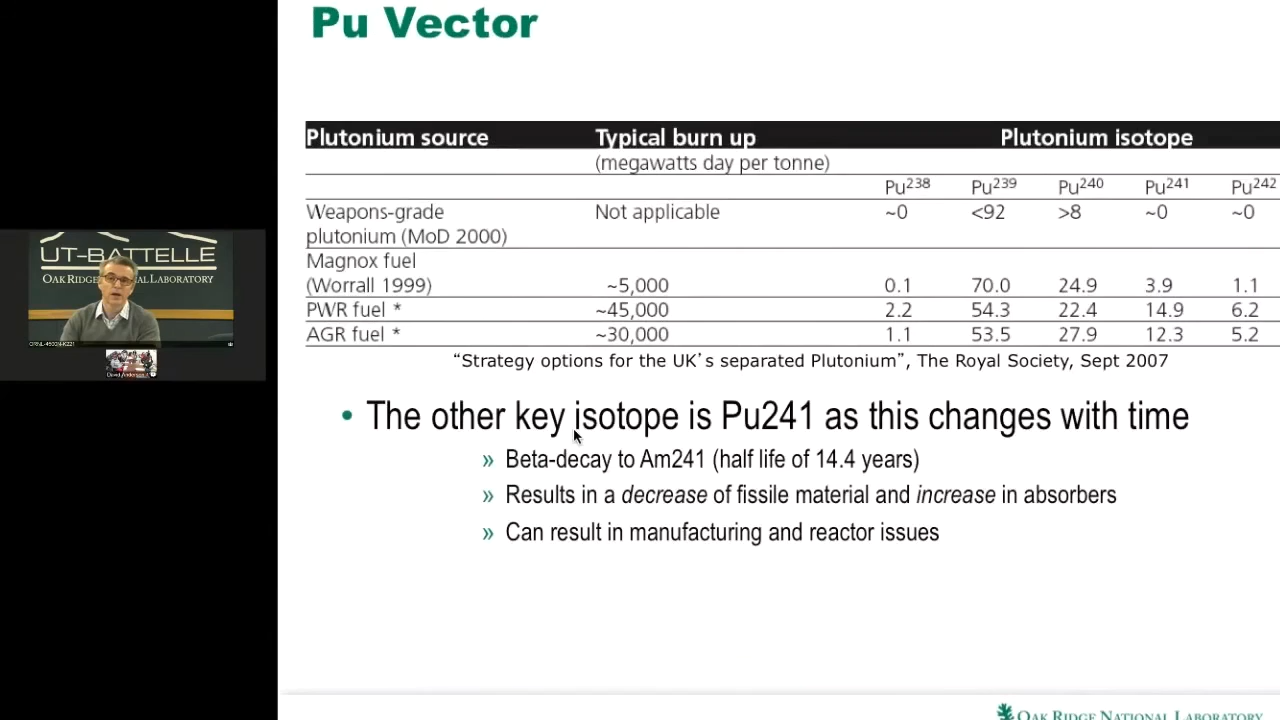 Pu Vector
Plutonium source Typical burn up Plutonium isotope
(megawatts day per tonne)
Pu238 Pu239 Pu240 Pu241 Pu242
Weapons-grade Not applicable ~0 <92 >8 ~0 ~0
plutonium (MoD 2000)
Magnox fuel
(Worrall 1999) ~5,000 0.1 70.0 24.9 3.9 1.1
PWR fuel * ~45,000 2.2 54.3 22.4 14.9 6.2
AGR fuel * ~30,000 1.1 53.5 27.9 12.3 5.2
“Strategy options for the UK’s separated Plutonium”, The Royal Society, Sept 2007
• The other key isotope is Pu241 as this changes with time
» Beta-decay to Am241 (half life of 14.4 years)
» Results in a decrease of fissile material and increase in absorbers
» Can result in manufacturing and reactor issues
OAK RIDGE NATIONAL LABORATORY
UT-BATTELLE
OAK RIDGE NAL LABORATORY